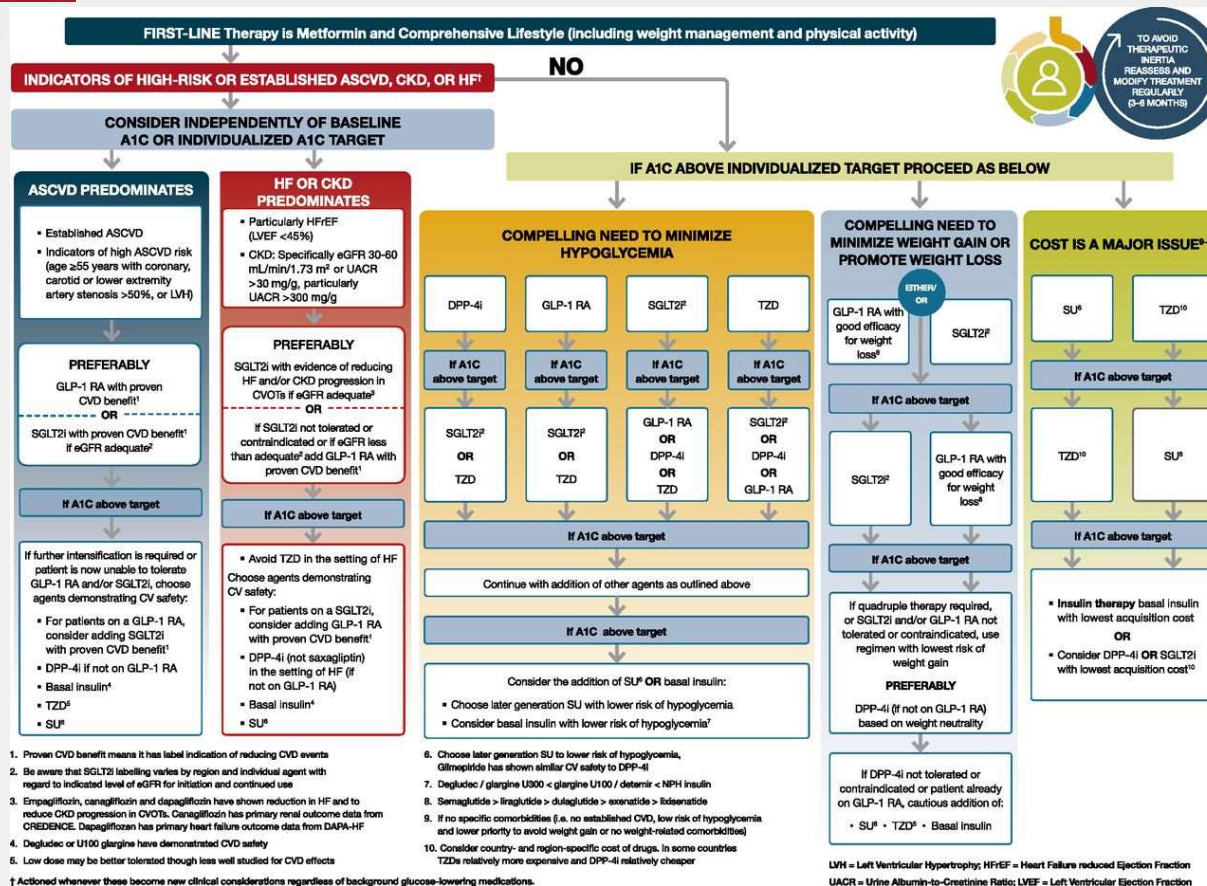 FIRST-LINE Therapy is Metformin and Comprehensive Lifestyle (including weight management and physical activity)
TO AVOID
THERAPEUTIC
INERTIA
REASSESS AND
MODIFY TREATMENT
REGULARLY
(3–6 MONTHS)
INDICATORS OF HIGH-RISK OR ESTABLISHED ASCVD, CKD, OR HF†
NO
CONSIDER INDEPENDENTLY OF BASELINE
A1C OR INDIVIDUALIZED A1C TARGET
IF A1C ABOVE INDIVIDUALIZED TARGET PROCEED AS BELOW
ASCVD PREDOMINATES
▪ Established ASCVD
▪ Indicators of high ASCVD risk
(age ≥55 years with coronary,
carotid or lower extremity
artery stenosis >50%, or LVH)
PREFERABLY
GLP-1 RA with proven
CVD benefit¹
OR
SGLT2i with proven CVD benefit¹
if eGFR adequate²
If A1C above target
If further intensification is required or
patient is now unable to tolerate
GLP-1 RA and/or SGLT2i, choose
agents demonstrating CV safety:
▪ For patients on a GLP-1 RA,
consider adding SGLT2i
with proven CVD benefit¹
▪ DPP-4i if not on GLP-1 RA
▪ Basal insulin⁴
▪ TZD⁵
▪ SU⁶
HF OR CKD
PREDOMINATES
▪ Particularly HFrEF
(LVEF <45%)
▪ CKD: Specifically eGFR 30-60
mL/min/1.73 m² or UACR
>30 mg/g, particularly
UACR >300 mg/g
PREFERABLY
SGLT2i with evidence of reducing
HF and/or CKD progression in
CVOTs if eGFR adequate³
OR
If SGLT2i not tolerated or
contraindicated or if eGFR less
than adequate² add GLP-1 RA with
proven CVD benefit¹
If A1C above target
▪ Avoid TZD in the setting of HF
Choose agents demonstrating
CV safety:
▪ For patients on a SGLT2i,
consider adding GLP-1 RA
with proven CVD benefit¹
▪ DPP-4i (not saxagliptin)
in the setting of HF (if
not on GLP-1 RA)
▪ Basal insulin⁴
▪ SU⁶
COMPELLING NEED TO MINIMIZE
HYPOGLYCEMIA
DPP-4i
GLP-1 RA
SGLT2i²
TZD
If A1C
above target
If A1C
above target
If A1C
above target
If A1C
above target
SGLT2i²
OR
TZD
SGLT2i²
OR
TZD
GLP-1 RA
OR
DPP-4i
OR
TZD
SGLT2i²
OR
DPP-4i
OR
GLP-1 RA
If A1C above target
Continue with addition of other agents as outlined above
If A1C above target
Consider the addition of SU⁶ OR basal insulin:
▪ Choose later generation SU with lower risk of hypoglycemia
▪ Consider basal insulin with lower risk of hypoglycemia⁷
COMPELLING NEED TO
MINIMIZE WEIGHT GAIN OR
PROMOTE WEIGHT LOSS
EITHER/
OR
GLP-1 RA with
good efficacy
for weight
loss⁸
SGLT2i²
If A1C above target
SGLT2i²
GLP-1 RA with
good efficacy
for weight
loss⁸
If A1C above target
If quadruple therapy required,
or SGLT2i and/or GLP-1 RA not
tolerated or contraindicated, use
regimen with lowest risk of
weight gain
PREFERABLY
DPP-4i (if not on GLP-1 RA)
based on weight neutrality
If DPP-4i not tolerated or
contraindicated or patient already
on GLP-1 RA, cautious addition of:
• SU⁶ • TZD⁵ • Basal insulin
COST IS A MAJOR ISSUE⁹⁻
SU⁶
TZD¹⁰
If A1C above target
TZD¹⁰
SU⁶
If A1C above target
▪ Insulin therapy basal insulin
with lowest acquisition cost
OR
▪ Consider DPP-4i OR SGLT2i
with lowest acquisition cost¹⁰
1. Proven CVD benefit means it has label indication of reducing CVD events
2. Be aware that SGLT2i labelling varies by region and individual agent with
regard to indicated level of eGFR for initiation and continued use
3. Empagliflozin, canagliflozin and dapagliflozin have shown reduction in HF and to
reduce CKD progression in CVOTs. Canagliflozin has primary renal outcome data from
CREDENCE. Dapagliflozin has primary heart failure outcome data from DAPA-HF
4. Degludec or U100 glargine have demonstrated CVD safety
5. Low dose may be better tolerated though less well studied for CVD effects
6. Choose later generation SU to lower risk of hypoglycemia,
Glimepiride has shown similar CV safety to DPP-4i
7. Degludec / glargine U300 < glargine U100 / detemir < NPH insulin
8. Semaglutide > liraglutide > dulaglutide > exenatide > lixisenatide
9. If no specific comorbidities (i.e. no established CVD, low risk of hypoglycemia
and lower priority to avoid weight gain or no weight-related comorbidities)
10. Consider country- and region-specific cost of drugs. In some countries
TZDs relatively more expensive and DPP-4i relatively cheaper
† Actioned whenever these become new clinical considerations regardless of background glucose-lowering medications.
LVH = Left Ventricular Hypertrophy; HFrEF = Heart Failure reduced Ejection Fraction
UACR = Urine Albumin-to-Creatinine Ratio; LVEF = Left Ventricular Ejection Fraction